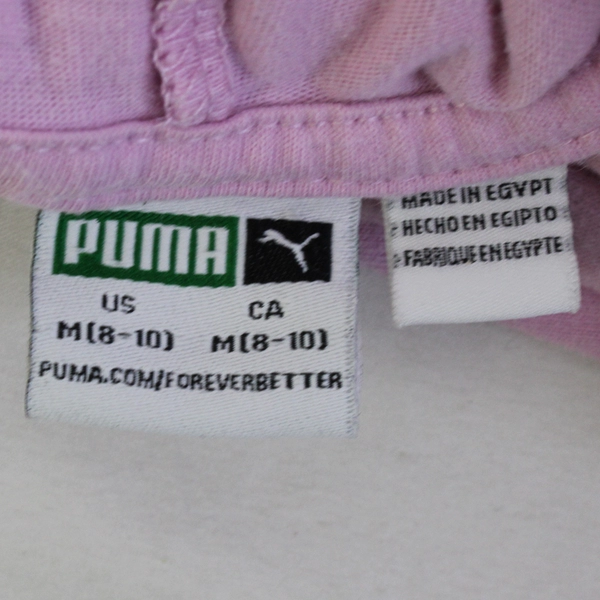 PUMA
US CA
M(8-10) M(8-10)
PUMA.COM/FOREVERBETTER
MADE IN EGYPT
HECHO EN EGIPTO
FABRIQUE EN EGYPTE